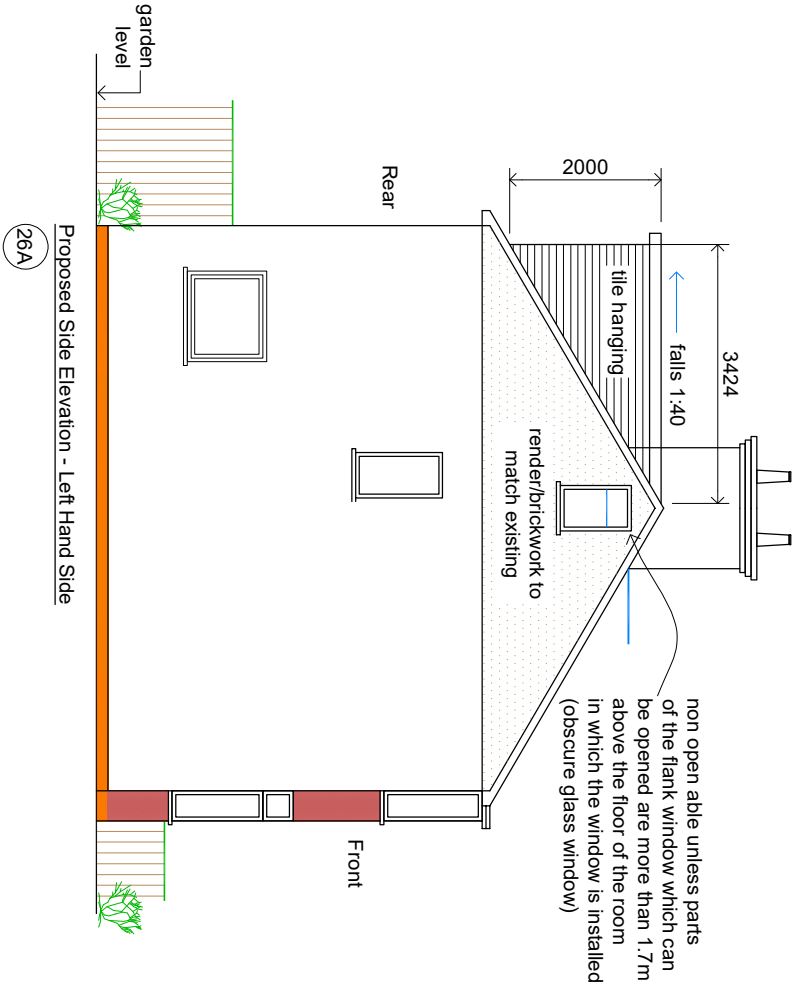 garden
level
Rear
2000
3424
falls 1:40
tile hanging
render/brickwork to
match existing
non open able unless parts
of the flank window which can
be opened are more than 1.7m
above the floor of the room
in which the window is installed
(obscure glass window)
Front
Proposed Side Elevation - Left Hand Side
26A